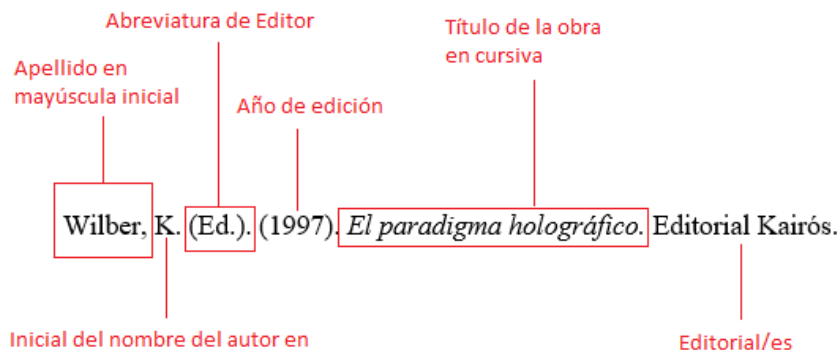 Abreviatura de Editor
Título de la obra
en cursiva
Apellido en
mayúscula inicial
Año de edición
Wilber, K. (Ed.). (1997). El paradigma holográfico. Editorial Kairós.
Inicial del nombre del autor en
Editorial/es